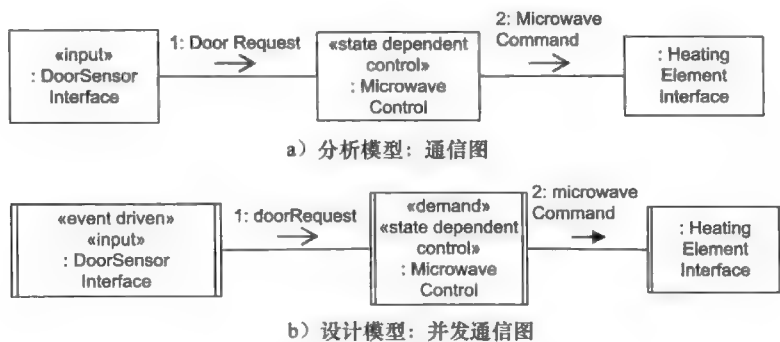 «input»
: DoorSensor
Interface
1: Door Request
«state dependent
control»
: Microwave
Control
2: Microwave
Command
: Heating
Element
Interface
a）分析模型：通信图
«event driven»
«input»
: DoorSensor
Interface
1: doorRequest
«demand»
«state dependent
control»
: Microwave
Control
2: microwave
Command
: Heating
Element
Interface
b）设计模型：并发通信图